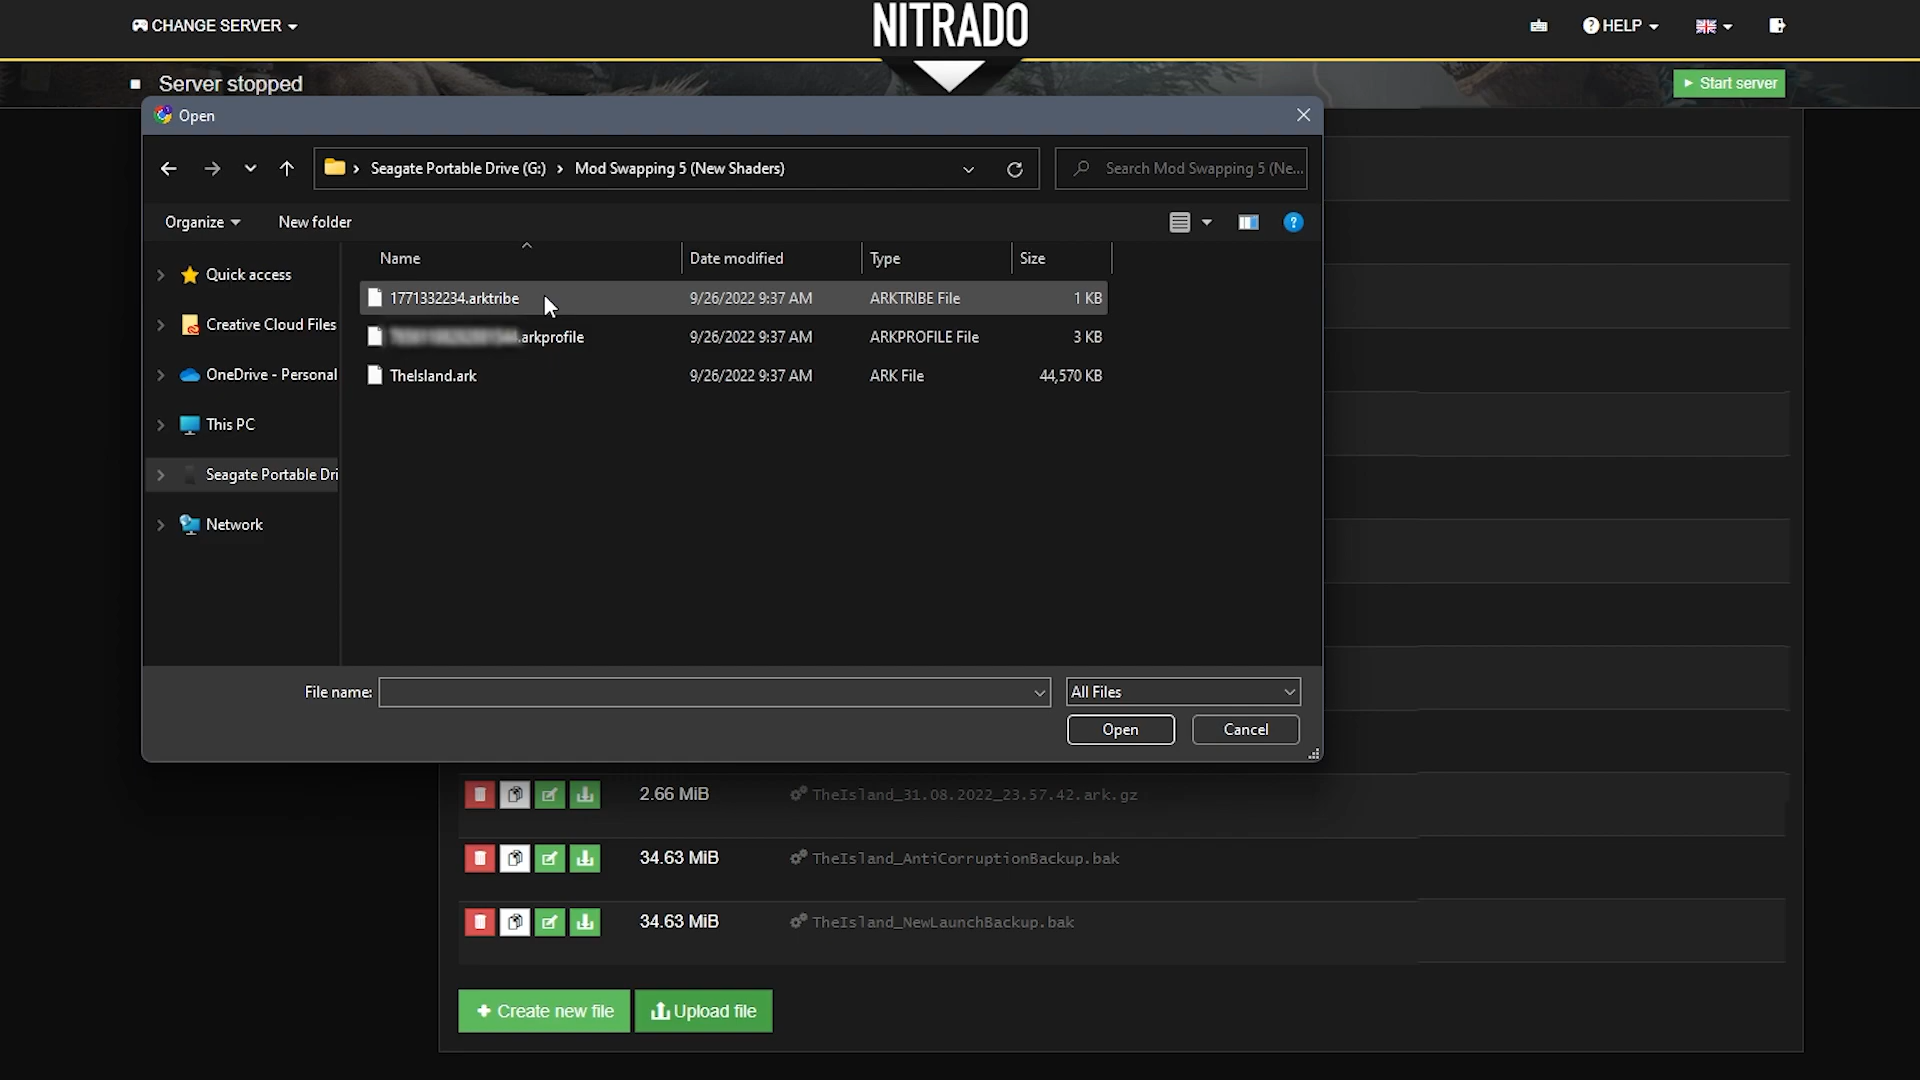 CHANGE SERVER
NITRADO
HELP
Server stopped
Start server
Open
Seagate Portable Drive (G:) › Mod Swapping 5 (New Shaders)
Search Mod Swapping 5 (Ne...
Organize
New folder
Name
Date modified
Type
Size
Quick access
Creative Cloud Files
OneDrive - Personal
This PC
Seagate Portable Dri
Network
1771332234.arktribe 9/26/2022 9:37 AM ARKTRIBE File 1 KB
.arkprofile 9/26/2022 9:37 AM ARKPROFILE File 3 KB
TheIsland.ark 9/26/2022 9:37 AM ARK File 44,570 KB
File name:
All Files
Open
Cancel
2.66 MiB TheIsland_31.08.2022_23.57.42.ark.gz
34.63 MiB TheIsland_AntiCorruptionBackup.bak
34.63 MiB TheIsland_NewLaunchBackup.bak
+ Create new file
Upload file